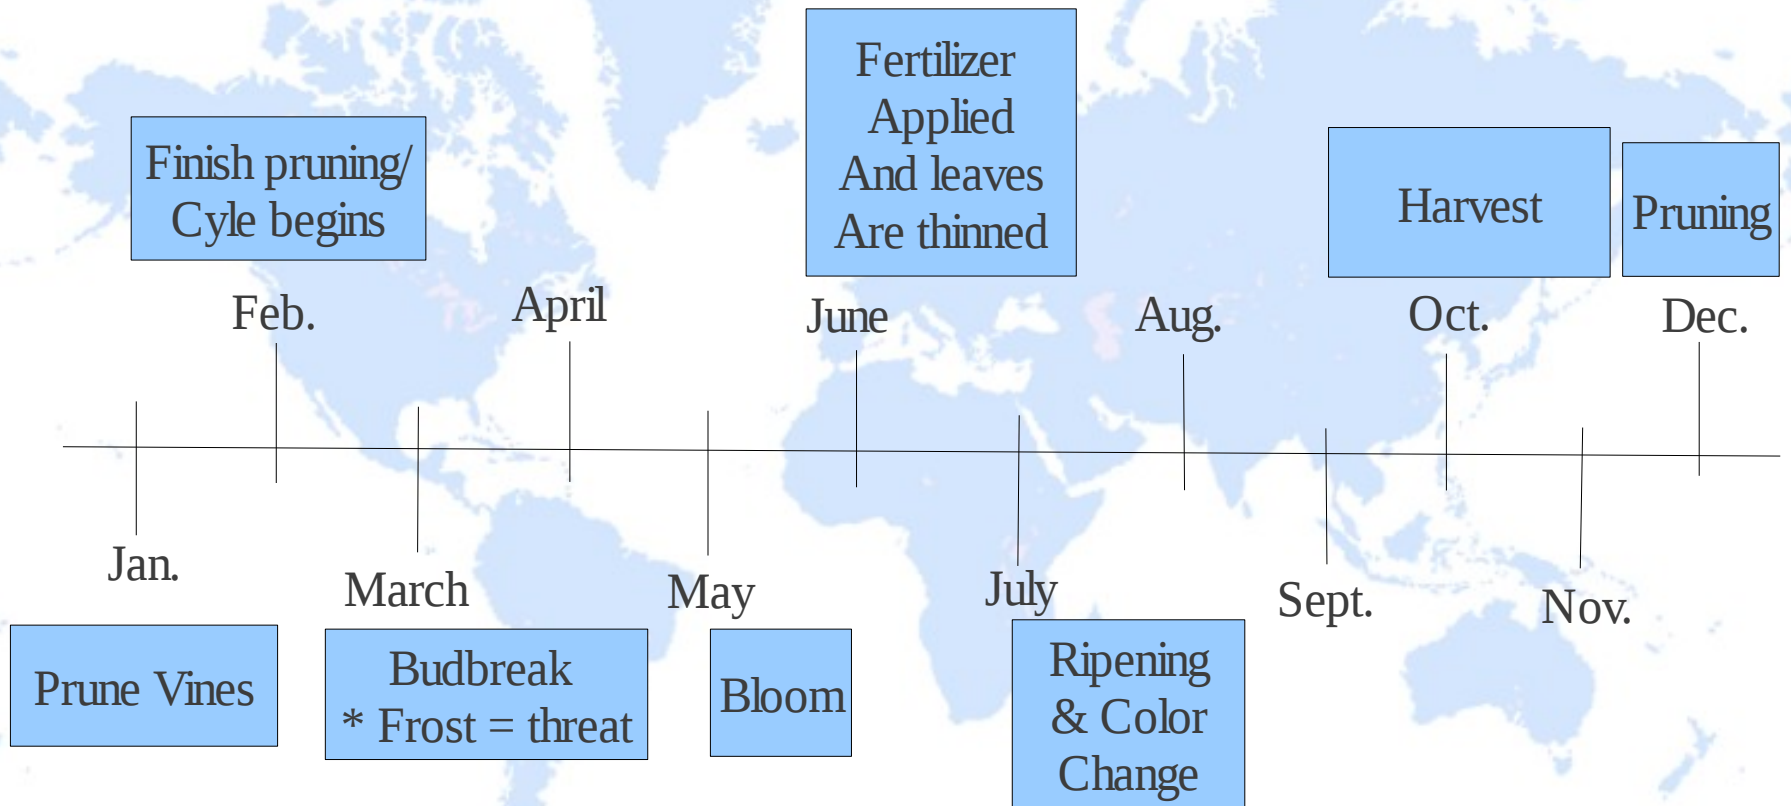 Fertilizer
Applied
And leaves
Are thinned
Finish pruning/
Cyle begins
Harvest
Pruning
Feb.
April
June
Aug.
Oct.
Dec.
Jan.
March
May
July
Sept.
Nov.
Prune Vines
Budbreak
* Frost = threat
Bloom
Ripening
& Color
Change